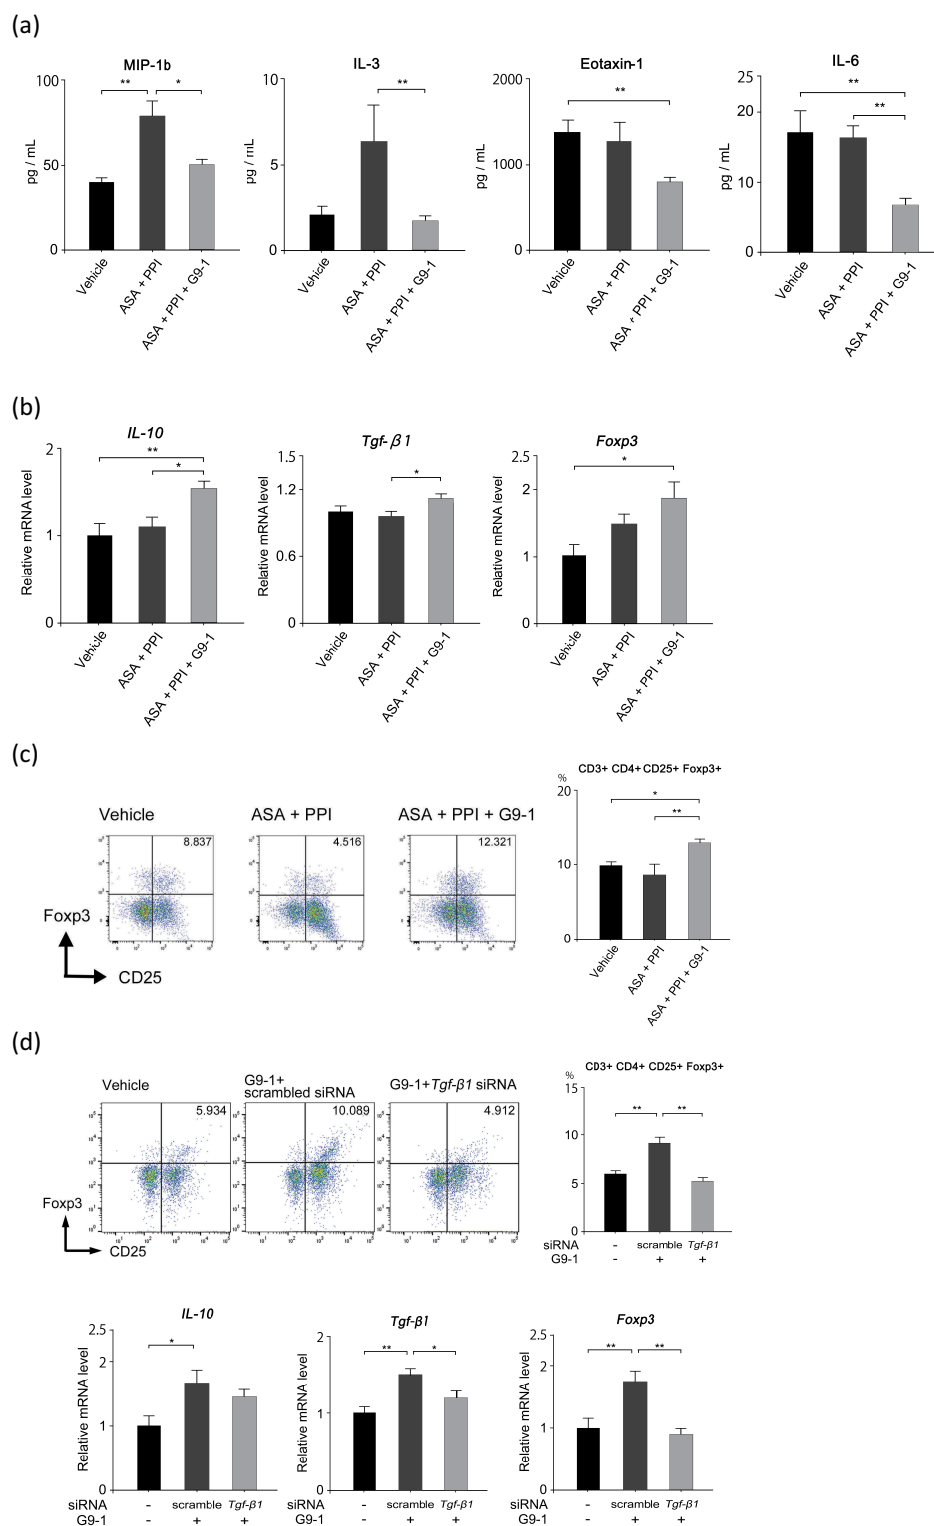 (a)
MIP-1b
IL-3
Eotaxin-1
IL-6
pg / mL
100
50
0
** *
Vehicle
ASA + PPI
ASA + PPI + G9-1
pg / mL
10
5
0
**
Vehicle
ASA + PPI
ASA + PPI + G9-1
pg / mL
2000
1000
0
**
Vehicle
ASA + PPI
ASA + PPI + G9-1
pg / mL
25
20
10
0
**
**
Vehicle
ASA + PPI
ASA + PPI + G9-1
(b)
IL-10
Tgf-β1
Foxp3
Relative mRNA level
2
1
0
**
*
Vehicle
ASA + PPI
ASA + PPI + G9-1
Relative mRNA level
1.5
1.2
0.6
0
*
Vehicle
ASA + PPI
ASA + PPI + G9-1
Relative mRNA level
2.5
2
1
0
*
Vehicle
ASA + PPI
ASA + PPI + G9-1
(c)
Vehicle
ASA + PPI
ASA + PPI + G9-1
8.837
4.516
12.321
Foxp3
CD25
CD3+ CD4+ CD25+ Foxp3+
%
20
10
0
*
**
Vehicle
ASA + PPI
ASA + PPI + G9-1
(d)
Vehicle
G9-1+
scrambled siRNA
G9-1+Tgf-β1 siRNA
5.934
10.089
4.912
Foxp3
CD25
CD3+ CD4+ CD25+ Foxp3+
%
15
10
5
0
** **
siRNA - scramble Tgf-β1
G9-1 - + +
IL-10
Relative mRNA level
2.5
2
1
0
*
siRNA - scramble Tgf-β1
G9-1 - + +
Tgf-β1
Relative mRNA level
2
1
0
** *
siRNA - scramble Tgf-β1
G9-1 - + +
Foxp3
Relative mRNA level
2.5
2
1
0
** **
siRNA - scramble Tgf-β1
G9-1 - + +